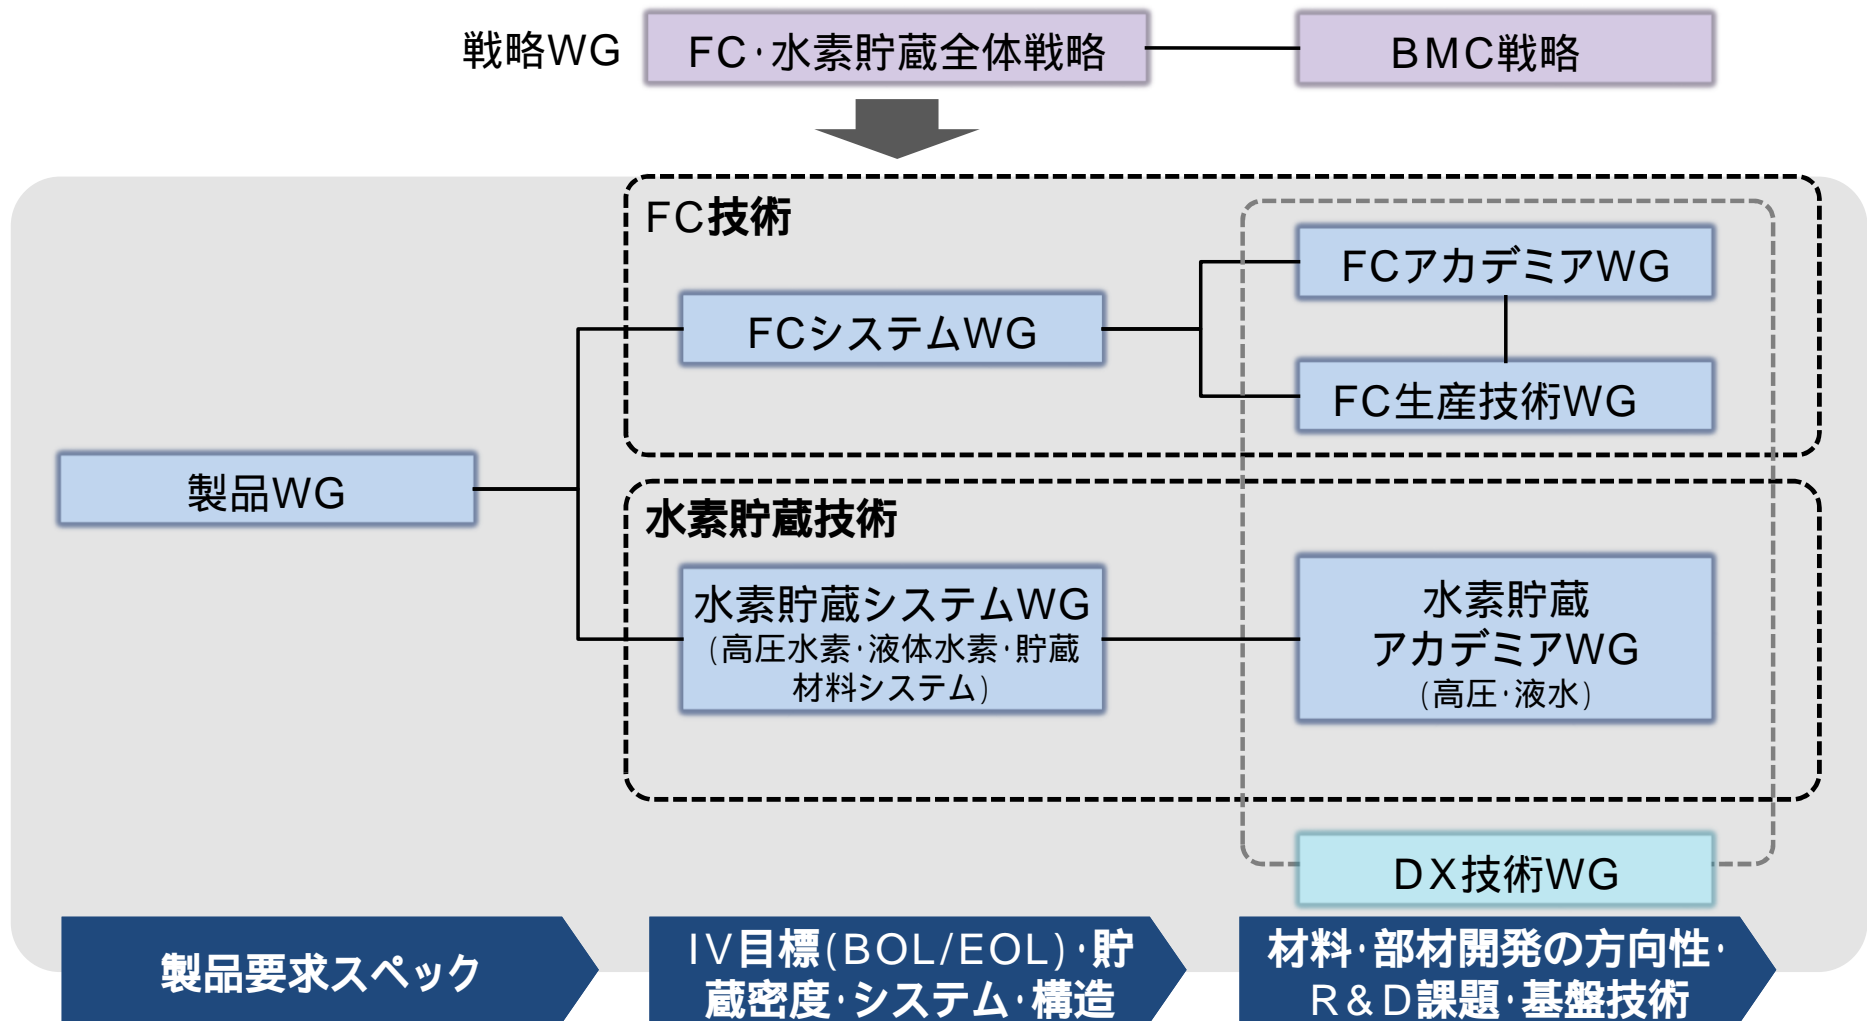 戦略WG
FC・水素貯蔵全体戦略
BMC戦略
FC技術
FCアカデミアWG
FCシステムWG
FC生産技術WG
製品WG
水素貯蔵技術
水素貯蔵システムWG
(高圧水素・液体水素・貯蔵
材料システム)
水素貯蔵
アカデミアWG
(高圧・液水)
DX技術WG
製品要求スペック
IV目標(BOL/EOL)・貯
蔵密度・システム・構造
材料・部材開発の方向性・
R&D課題・基盤技術